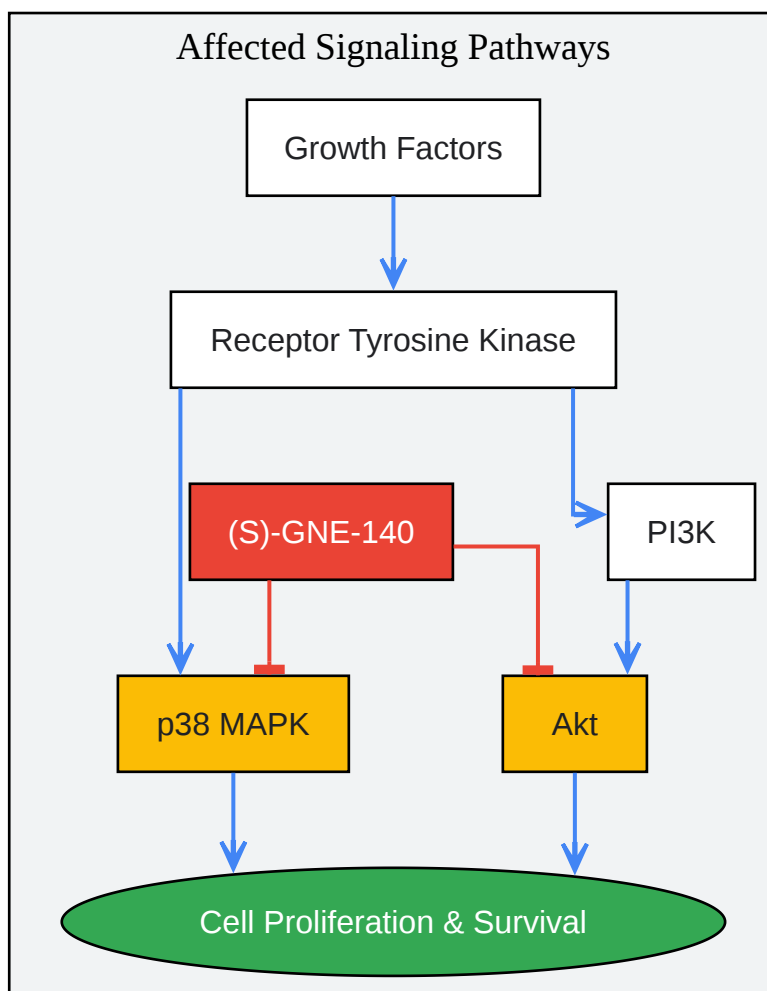 Affected Signaling Pathways
Growth Factors
Receptor Tyrosine Kinase
(S)-GNE-140
PI3K
p38 MAPK
Akt
Cell Proliferation & Survival